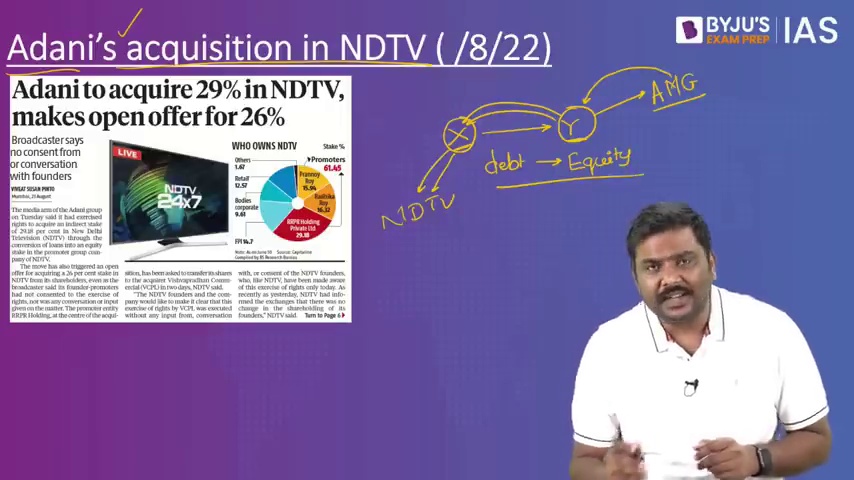 Adani's acquisition in NDTV ( /8/22)
BYJU'S
EXAM PREP
IAS
Adani to acquire 29% in NDTV,
makes open offer for 26%
Broadcaster says
no consent from
or conversation
with founders
VIVEAT SUSAN PINTO
Mumbai, 23 August
The media arm of the Adani group
on Tuesday said it had exercised
rights to acquire an indirect stake
of 29.18 per cent in New Delhi
Television (NDTV) through the
conversion of loans into an equity
stake in the promoter group com-
pany of NDTV.
The move has also triggered an open
offer for acquiring a 26 per cent stake in
NDTV from its shareholders, even as the
broadcaster said its founder-promoters
had not consented to the exercise of
rights, nor was any conversation or input
given on the matter. The promoter entity
RRPR Holding, at the centre of the acqui-
LIVE
NDTV
24x7
WHO OWNS NDTV
Stake %
Others
1.67
Retail
12.57
Bodies
corporate
9.61
FPI 14.7
Promoters
61.45
Prannoy
Roy
15.94
Radhika
Roy
16.32
RRPR Holding
Private Ltd.
29.18
Note: As on June 30 Source: Capitaline
Compiled by BS Research Bureau
sition, has been asked to transfer its shares
to the acquirer Vishvapradhan Comm-
ercial (VCPL) in two days, NDTV said.
"The NDTV founders and the com-
pany would like to make it clear that this
exercise of rights by VCPL was executed
without any input from, conversation
with, or consent of the NDTV founders,
who, like NDTV, have been made aware
of this exercise of rights only today. As
recently as yesterday, NDTV had infor-
med the exchanges that there was no
change in the shareholding of its
founders," NDTV said.
Turn to Page 6
X
Y
AMG
debt → Equity
NDTV